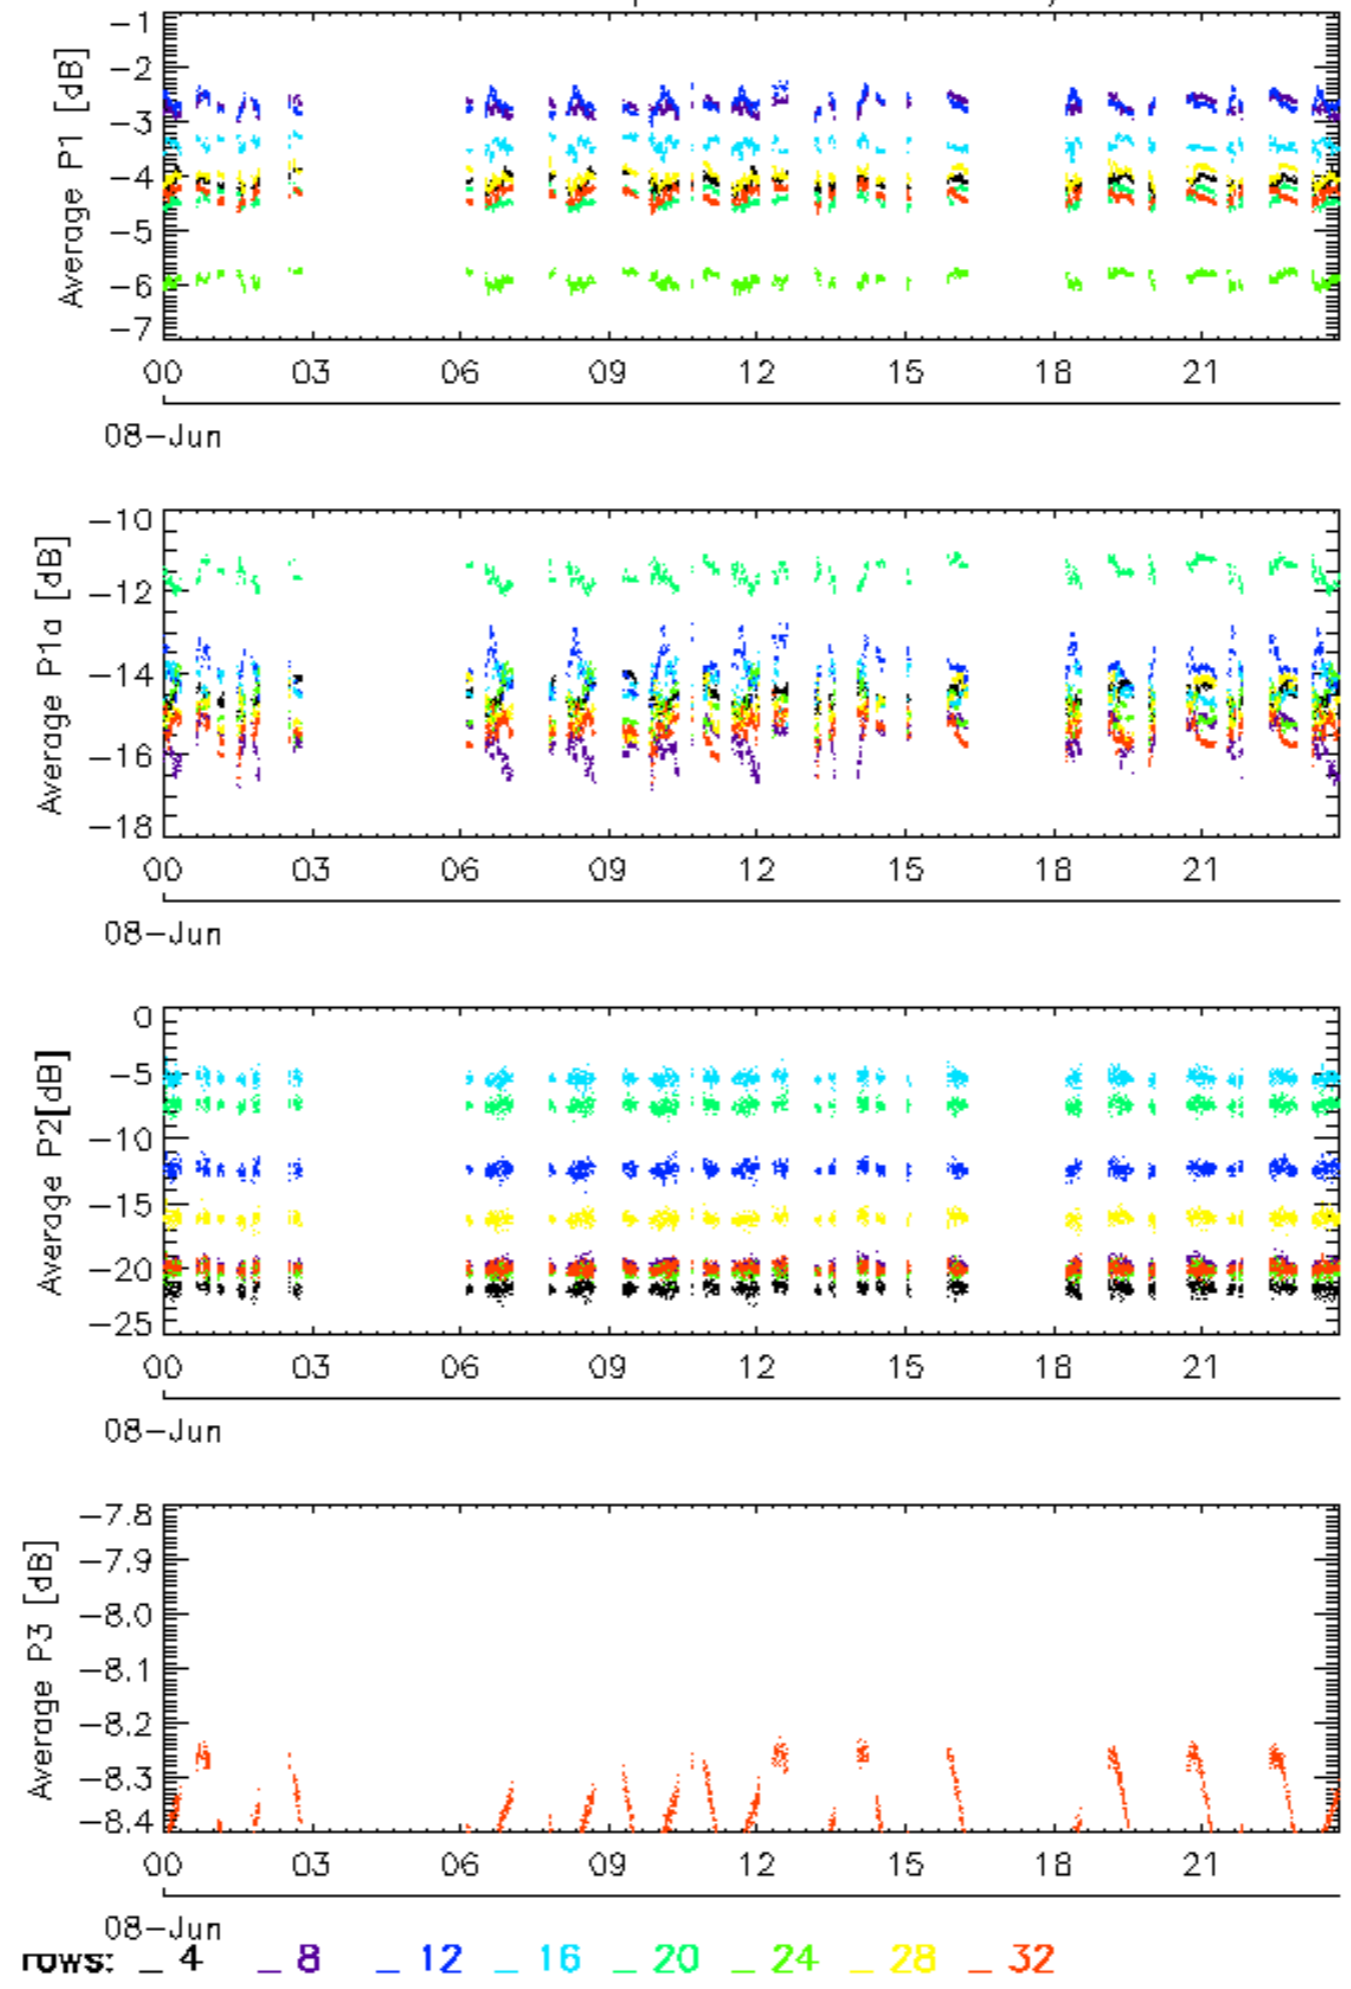 Average P1 [dB]
-1
-2
-3
-4
-5
-6
-7
00 03 06 09 12 15 18 21
08-Jun
Average P1a [dB]
-10
-12
-14
-16
-18
00 03 06 09 12 15 18 21
08-Jun
Average P2[dB]
0
-5
-10
-15
-20
-25
00 03 06 09 12 15 18 21
08-Jun
Average P3 [dB]
-7.8
-7.9
-8.0
-8.1
-8.2
-8.3
-8.4
00 03 06 09 12 15 18 21
08-Jun
rows: _ 4 _ 8 _ 12 _ 16 _ 20 _ 24 _ 28 _ 32